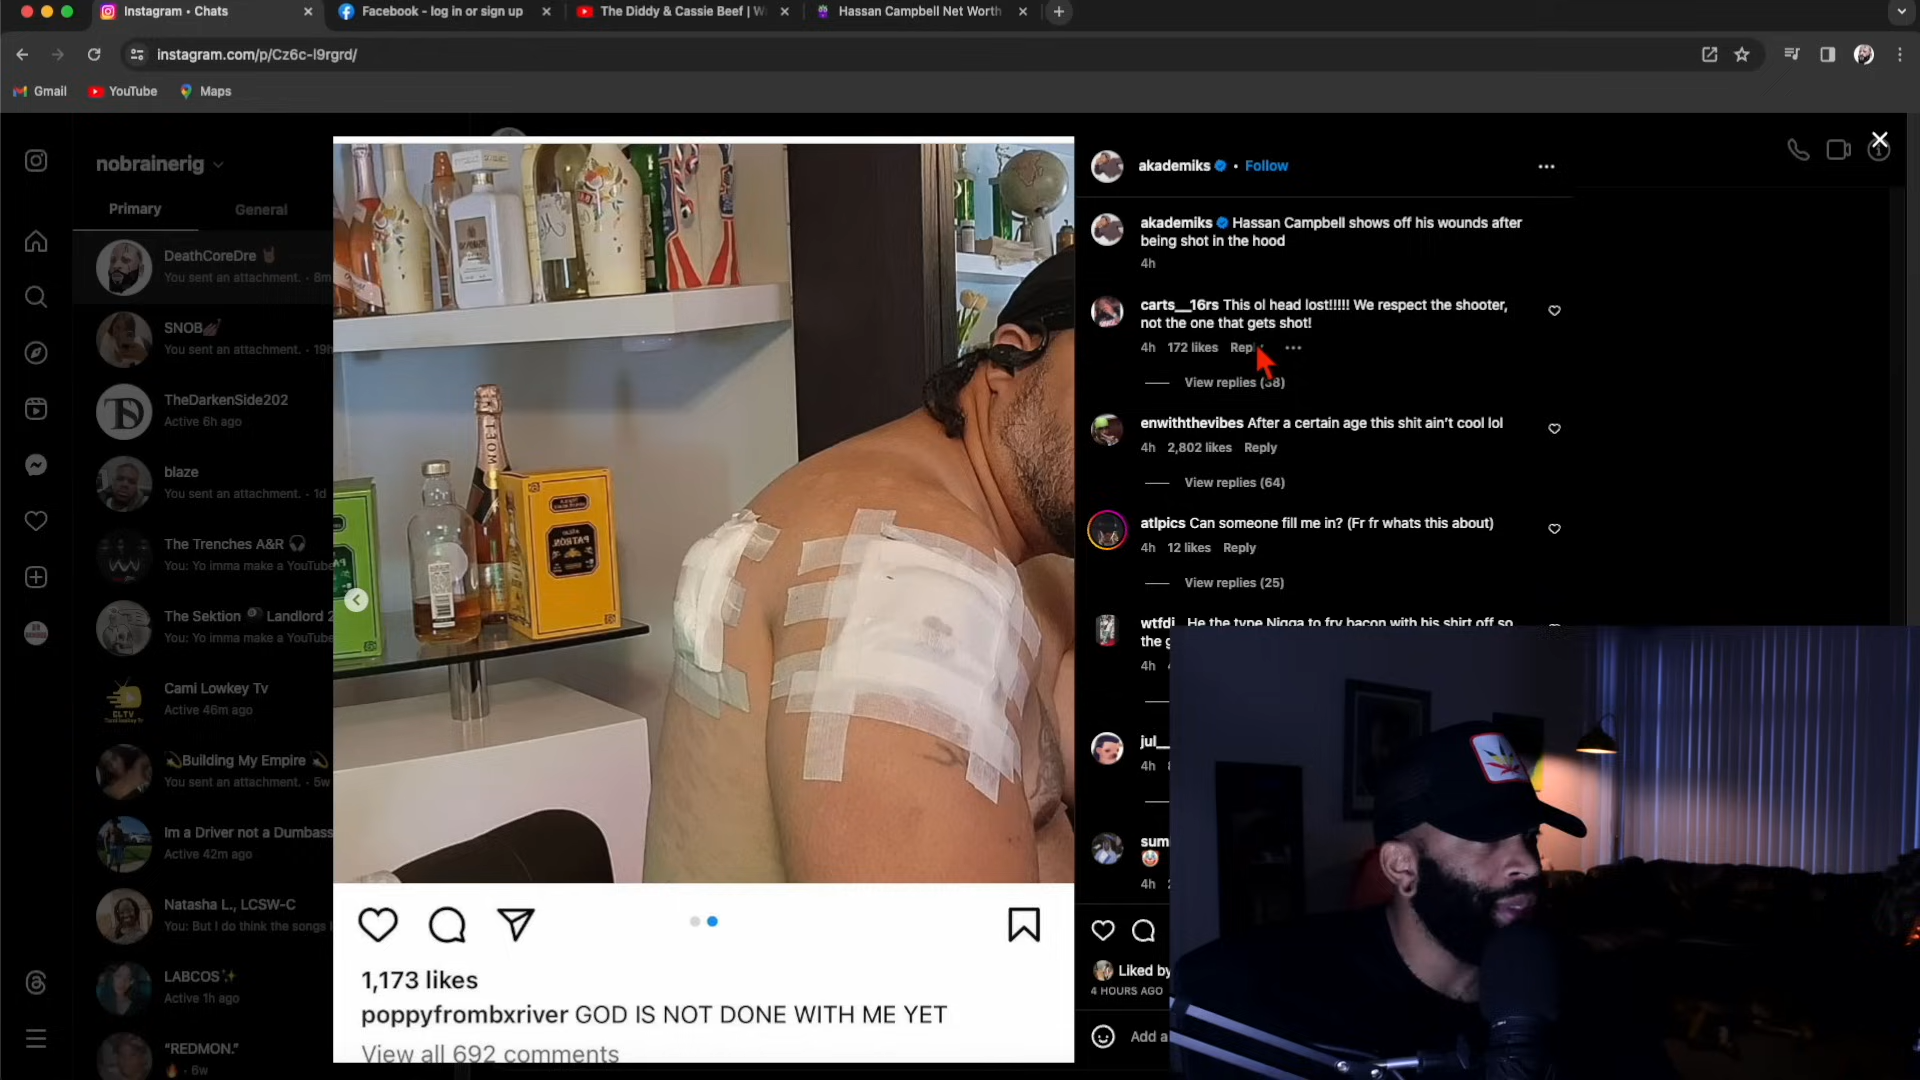 Instagram • Chats
Facebook - log in or sign up
The Diddy & Cassie Beef | W
Hassan Campbell Net Worth
instagram.com/p/Cz6c-l9rgrd/
Gmail
YouTube
Maps
nobrainerig
Primary
General
DeathCoreDre
You sent an attachment. · 8m
SNOB
You sent an attachment. · 19h
TheDarkenSide202
Active 6h ago
blaze
You sent an attachment. · 1d
The Trenches A&R
You: Yo imma make a YouTube
The Sektion Landlord 2
You: Yo imma make a YouTube
Cami Lowkey Tv
Active 46m ago
Building My Empire
You sent an attachment. · 5w
Im a Driver not a Dumbass
Active 42m ago
Natasha L., LCSW-C
You: But I do think the songs
LABCOS
Active 1h ago
"REDMON."
· 6w
PATRÓN
1,173 likes
poppyfrombxriver GOD IS NOT DONE WITH ME YET
View all 692 comments
akademiks • Follow
akademiks Hassan Campbell shows off his wounds after
being shot in the hood
4h
carts__16rs This ol head lost!!!!! We respect the shooter,
not the one that gets shot!
4h 172 likes Reply
View replies (38)
enwiththevibes After a certain age this shit ain't cool lol
4h 2,802 likes Reply
View replies (64)
atlpics Can someone fill me in? (Fr fr whats this about)
4h 12 likes Reply
View replies (25)
wtfdj_ He the type Nigga to fry bacon with his shirt off so
the g
4h
jul__
4h
sum
4h
Liked by
4 HOURS AGO
Add a